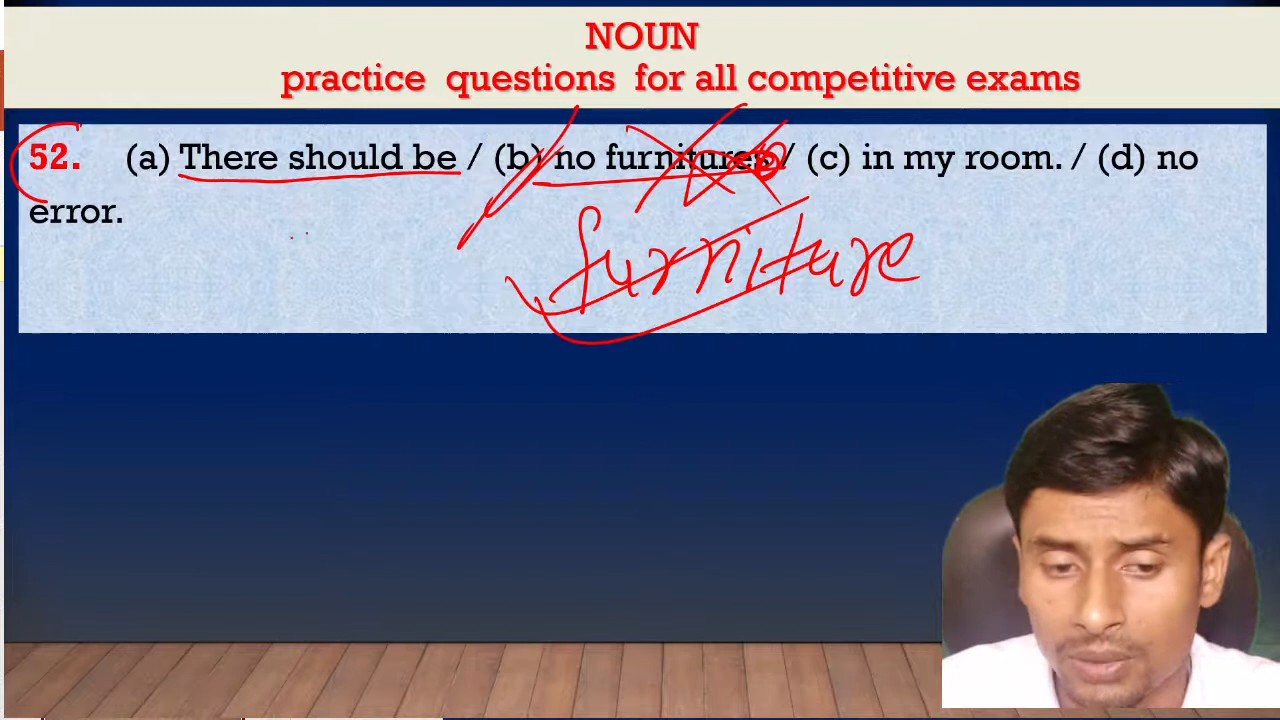 NOUN
practice questions for all competitive exams
52. (a) There should be / (b) no furnitures / (c) in my room. / (d) no
error.
furniture